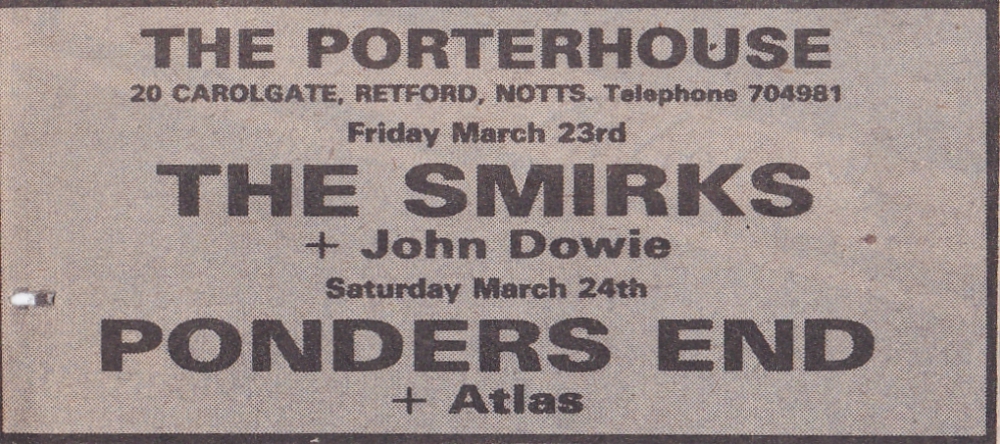 THE PORTERHOUSE
20 CAROLGATE, RETFORD, NOTTS. Telephone 704981
Friday March 23rd
THE SMIRKS
+ John Dowie
Saturday March 24th
PONDERS END
+ Atlas